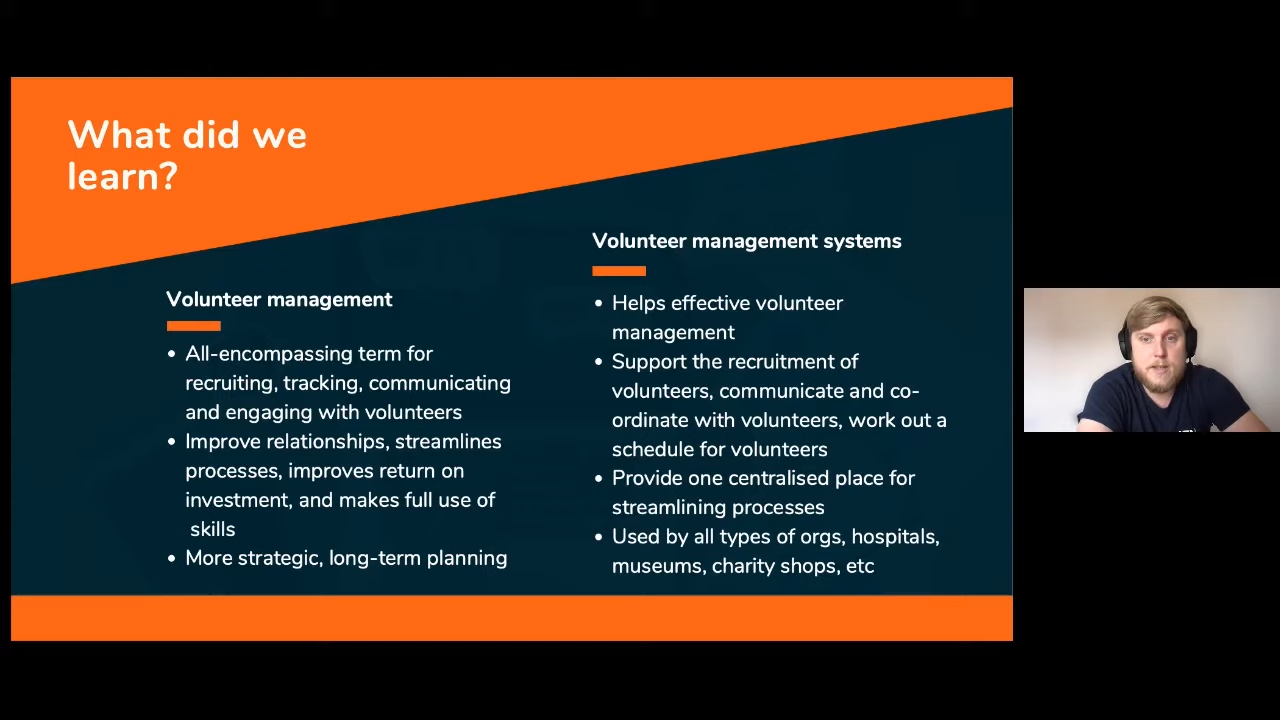 What did we
learn?
Volunteer management
• All-encompassing term for
recruiting, tracking, communicating
and engaging with volunteers
• Improve relationships, streamlines
processes, improves return on
investment, and makes full use of
skills
• More strategic, long-term planning
Volunteer management systems
• Helps effective volunteer
management
• Support the recruitment of
volunteers, communicate and co-
ordinate with volunteers, work out a
schedule for volunteers
• Provide one centralised place for
streamlining processes
• Used by all types of orgs, hospitals,
museums, charity shops, etc